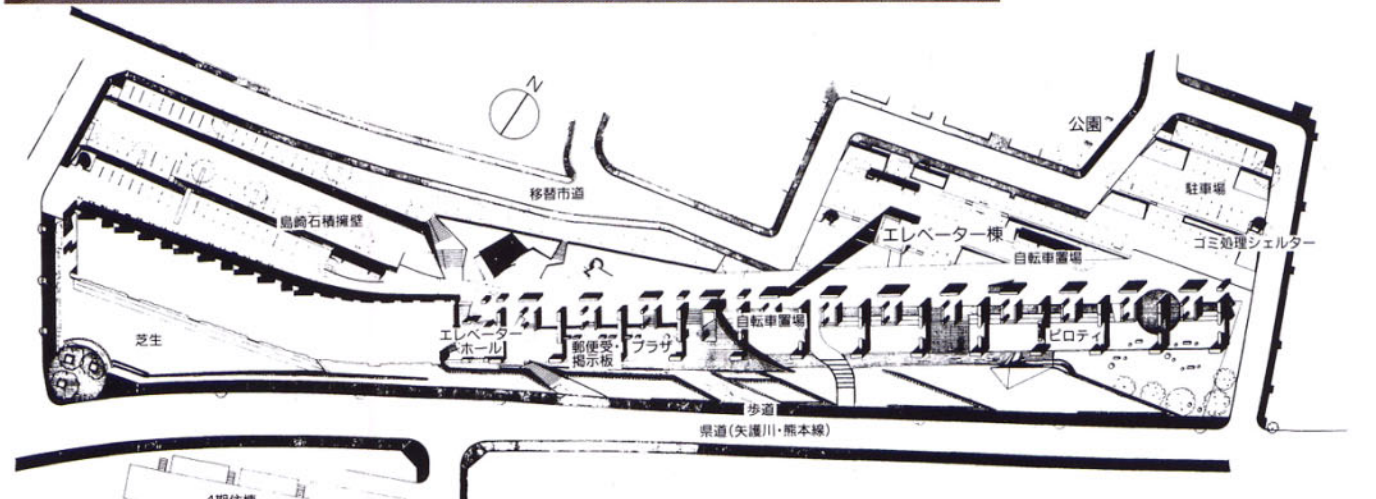 N
公園
移替市道
駐車場
島崎石積擁壁
エレベーター棟
ゴミ処理シェルター
自転車置場
自転車置場
エレベーター
ホール
郵便受・
掲示板
プラザ
ピロティ
芝生
歩道
県道(矢護川・熊本線)